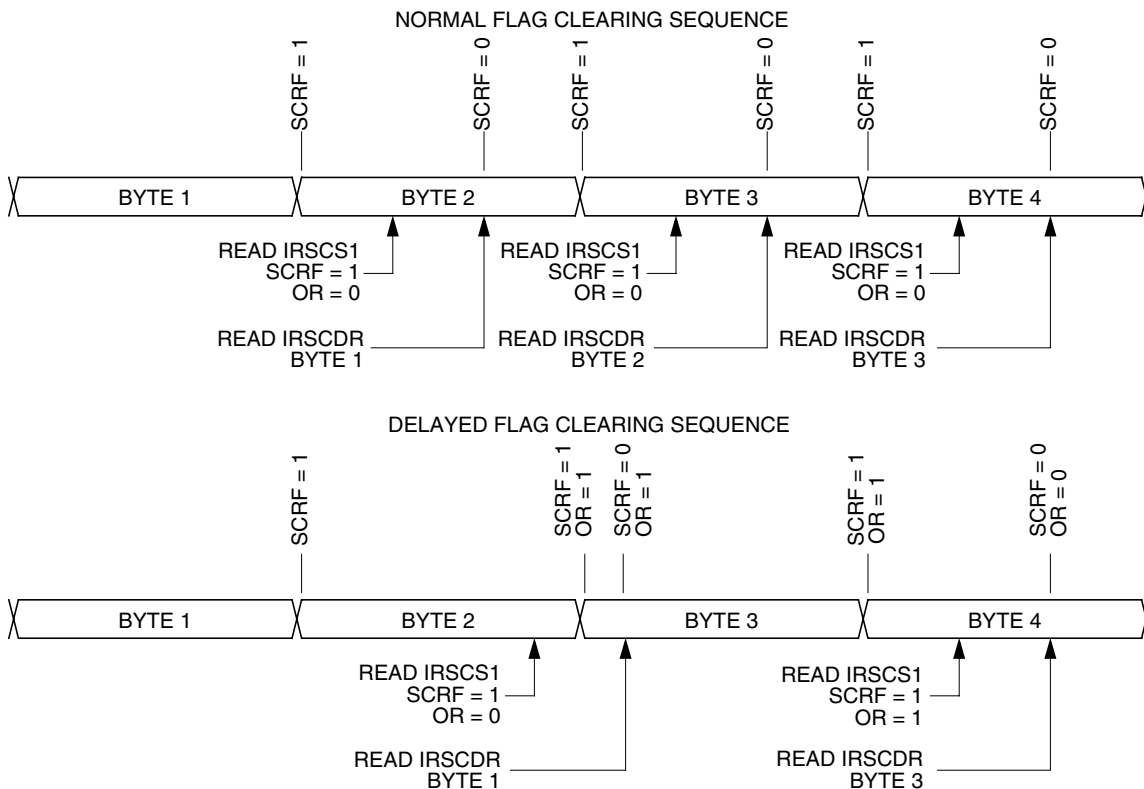 NORMAL FLAG CLEARING SEQUENCE
SCRF = 1
SCRF = 0
SCRF = 1
SCRF = 0
SCRF = 1
SCRF = 0
BYTE 1
BYTE 2
BYTE 3
BYTE 4
READ IRSCS1
SCRF = 1
OR = 0
READ IRSCS1
SCRF = 1
OR = 0
READ IRSCS1
SCRF = 1
OR = 0
READ IRSCDR
BYTE 1
READ IRSCDR
BYTE 2
READ IRSCDR
BYTE 3
DELAYED FLAG CLEARING SEQUENCE
SCRF = 1
SCRF = 1
OR = 1
SCRF = 0
OR = 1
SCRF = 1
OR = 1
SCRF = 0
OR = 0
BYTE 1
BYTE 2
BYTE 3
BYTE 4
READ IRSCS1
SCRF = 1
OR = 0
READ IRSCS1
SCRF = 1
OR = 1
READ IRSCDR
BYTE 1
READ IRSCDR
BYTE 3